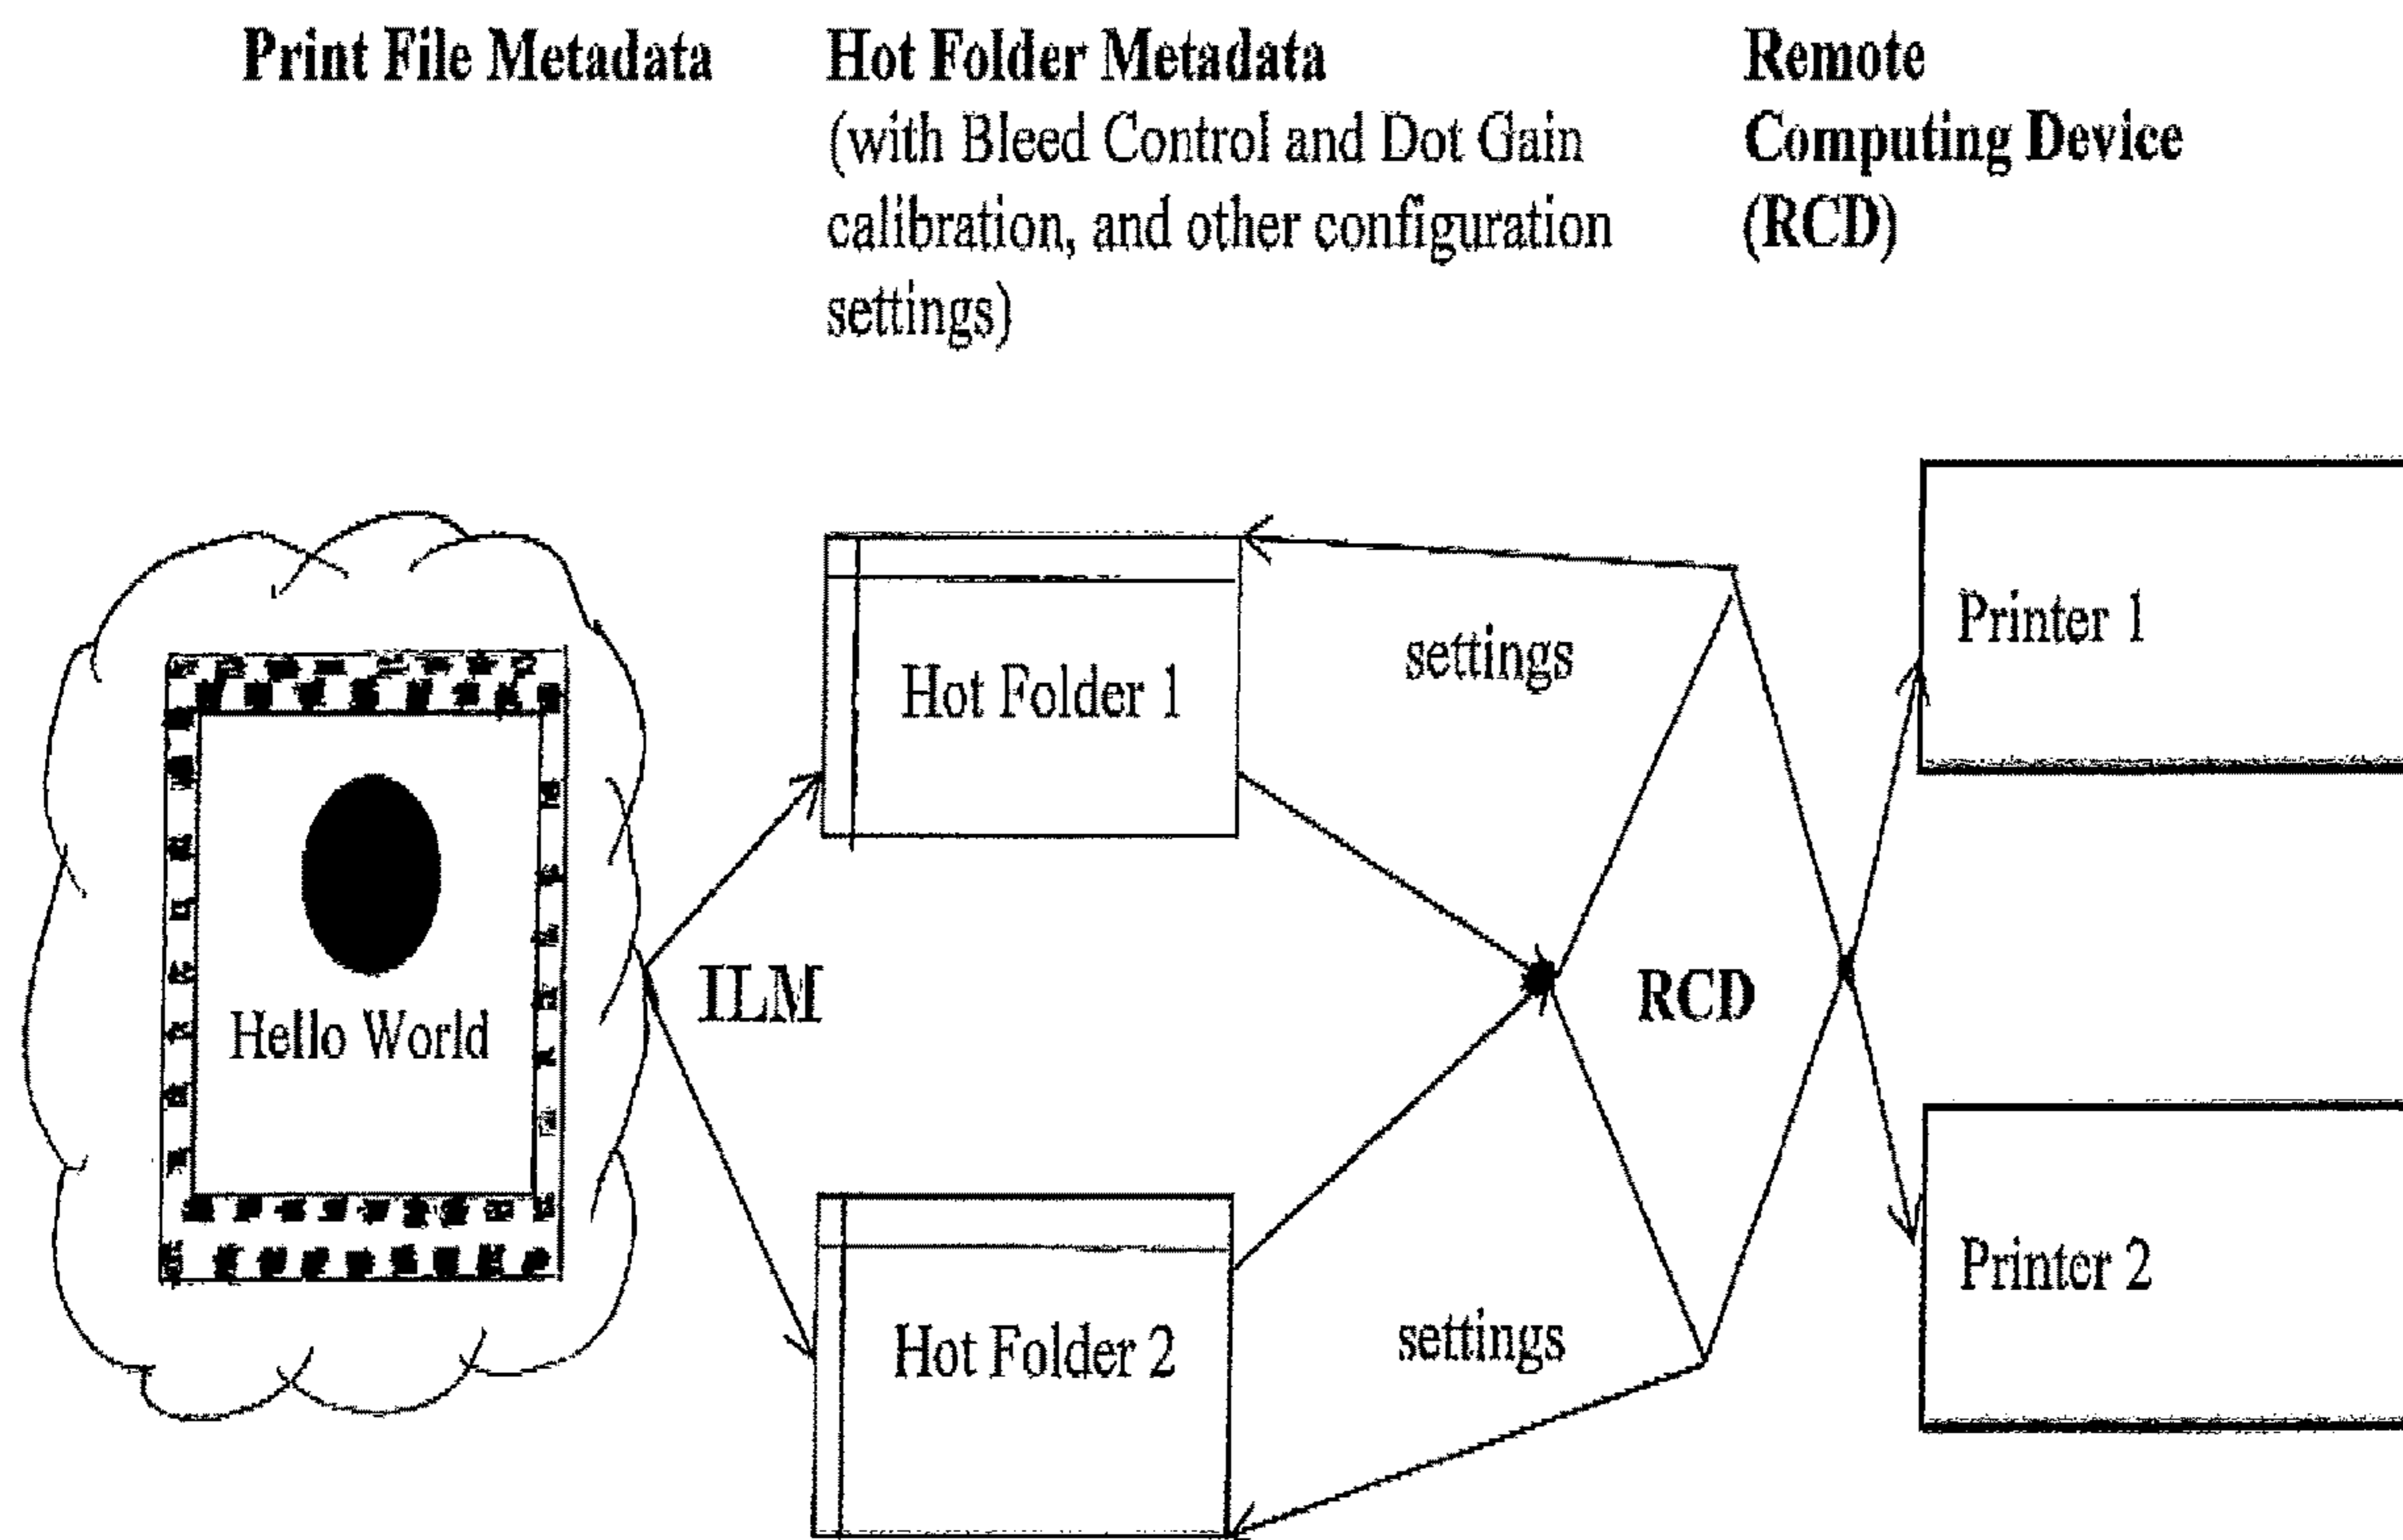 Print File Metadata
Hot Folder Metadata
(with Bleed Control and Dot Gain
calibration, and other configuration
settings)
Remote
Computing Device
(RCD)
Hot Folder 1
settings
Printer 1
Hello World
ILM
RCD
Hot Folder 2
settings
Printer 2